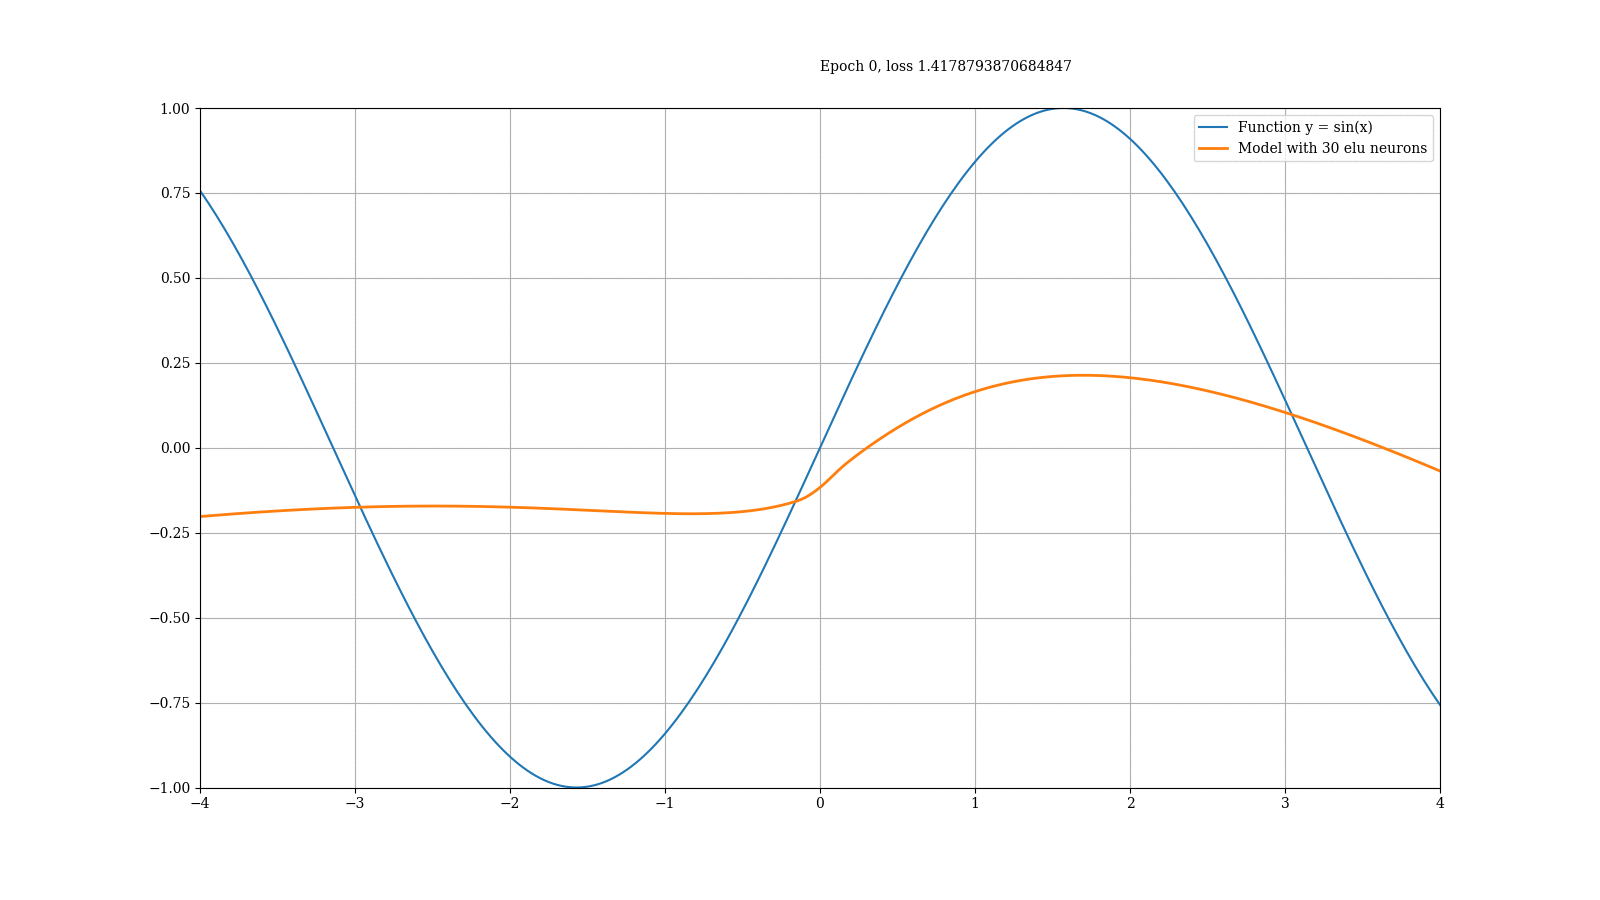 Epoch 0, loss 1.4178793870684847
Function y = sin(x)
Model with 30 elu neurons
1.00
0.75
0.50
0.25
0.00
−0.25
−0.50
−0.75
−1.00
−4 −3 −2 −1 0 1 2 3 4